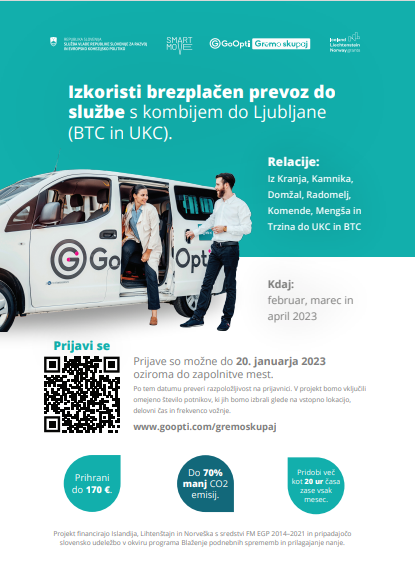 REPUBLIKA SLOVENIJA
SLUŽBA VLADE REPUBLIKE SLOVENIJE ZA RAZVOJ
IN EVROPSKO KOHEZIJSKO POLITIKO
SMART
MOVE
GoOpti Gremo skupaj
Iceland
Liechtenstein
Norway grants
Izkoristi brezplačen prevoz do
službe s kombijem do Ljubljane
(BTC in UKC).
Relacije:
Iz Kranja, Kamnika,
Domžal, Radomelj,
Komende, Mengša in
Trzina do UKC in BTC
GoOpti
Kdaj:
februar, marec in
april 2023
Prijavi se
Prijave so možne do 20. januarja 2023
oziroma do zapolnitve mest.
Po tem datumu preveri razpoložljivost na prijavnici. V projekt bomo vključili
omejeno število potnikov, ki jih bomo izbrali glede na vstopno lokacijo,
delovni čas in frekvenco vožnje.
www.goopti.com/gremoskupaj
Prihrani
do 170 €.
Do 70%
manj CO2
emisij.
Pridobi več
kot 20 ur časa
zase vsak
mesec.
Projekt financirajo Islandija, Lihtenštajn in Norveška s sredstvi FM EGP 2014–2021 in pripadajočo
slovensko udeležbo v okviru programa Blaženje podnebnih sprememb in prilagajanje nanje.